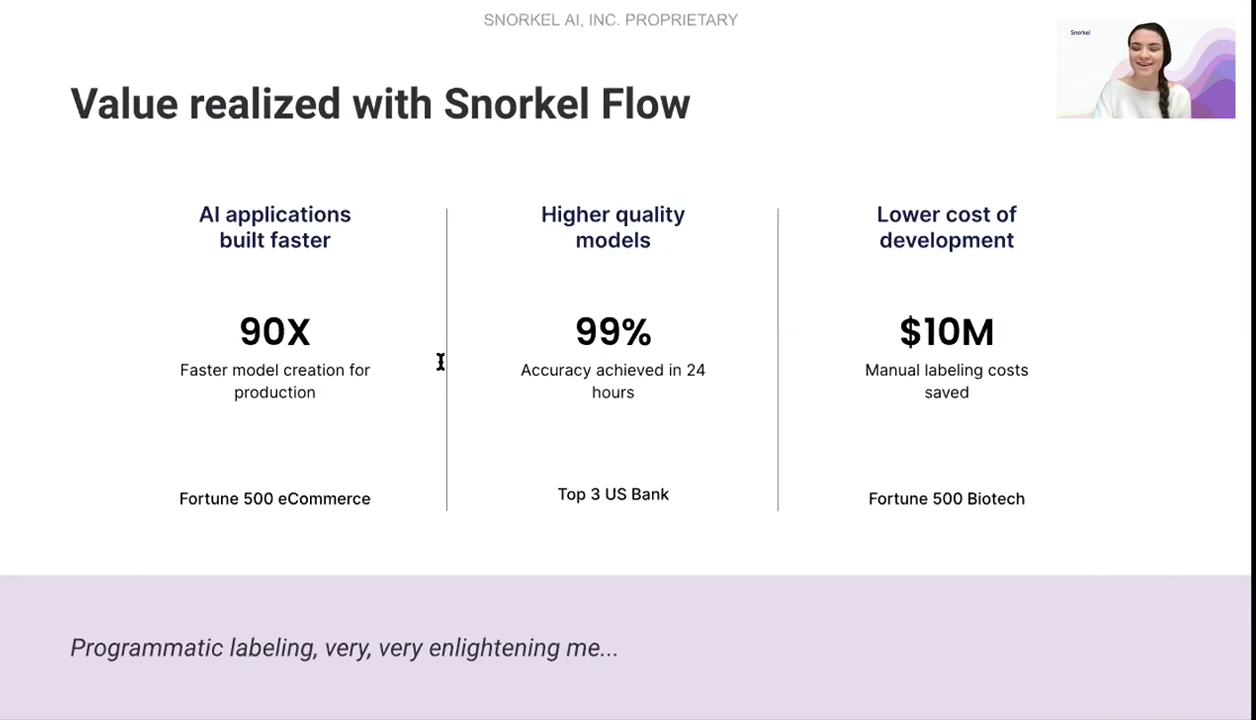 SNORKEL AI, INC. PROPRIETARY
Snorkel
Value realized with Snorkel Flow
AI applications
built faster
90X
Faster model creation for
production
Fortune 500 eCommerce
Higher quality
models
99%
Accuracy achieved in 24
hours
Top 3 US Bank
Lower cost of
development
$10M
Manual labeling costs
saved
Fortune 500 Biotech
Programmatic labeling, very, very enlightening me...